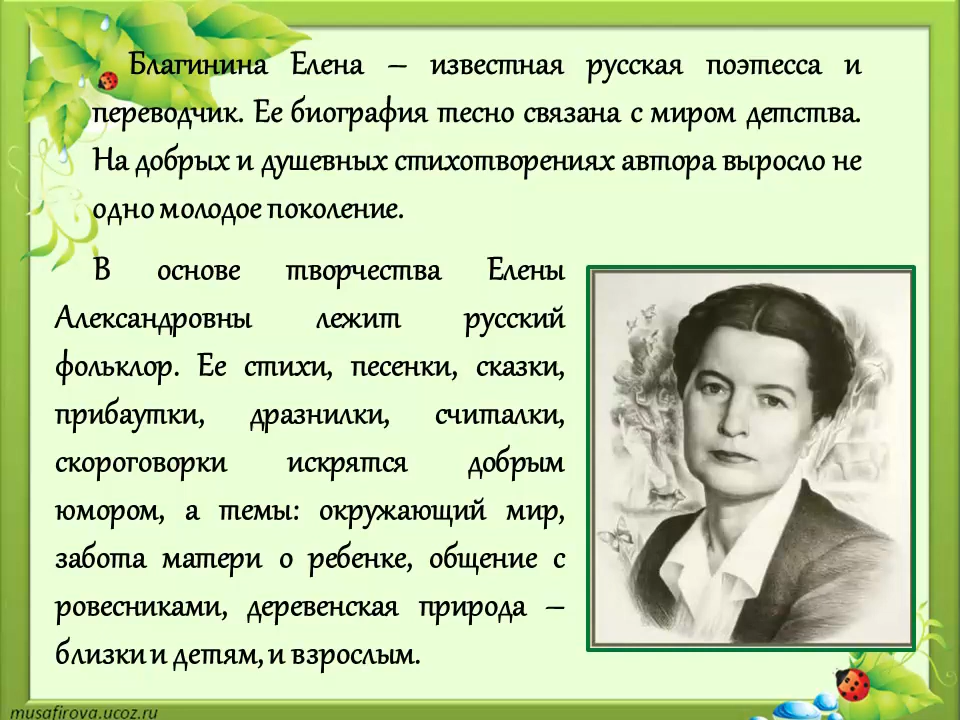 Благинина Елена – известная русская поэтесса и
переводчик. Ее биография тесно связана с миром детства.
На добрых и душевных стихотворениях автора выросло не
одно молодое поколение.
В основе творчества Елены
Александровны лежит русский
фольклор. Ее стихи, песенки, сказки,
прибаутки, дразнилки, считалки,
скороговорки искрятся добрым
юмором, а темы: окружающий мир,
забота матери о ребенке, общение с
ровесниками, деревенская природа –
близки и детям, и взрослым.
musafirova.ucoz.ru